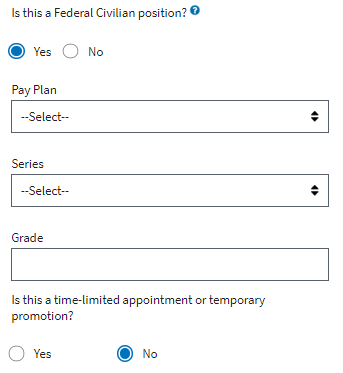 Is this a Federal Civilian position? ?
Yes No
Pay Plan
--Select--
Series
--Select--
Grade
Is this a time-limited appointment or temporary
promotion?
Yes No